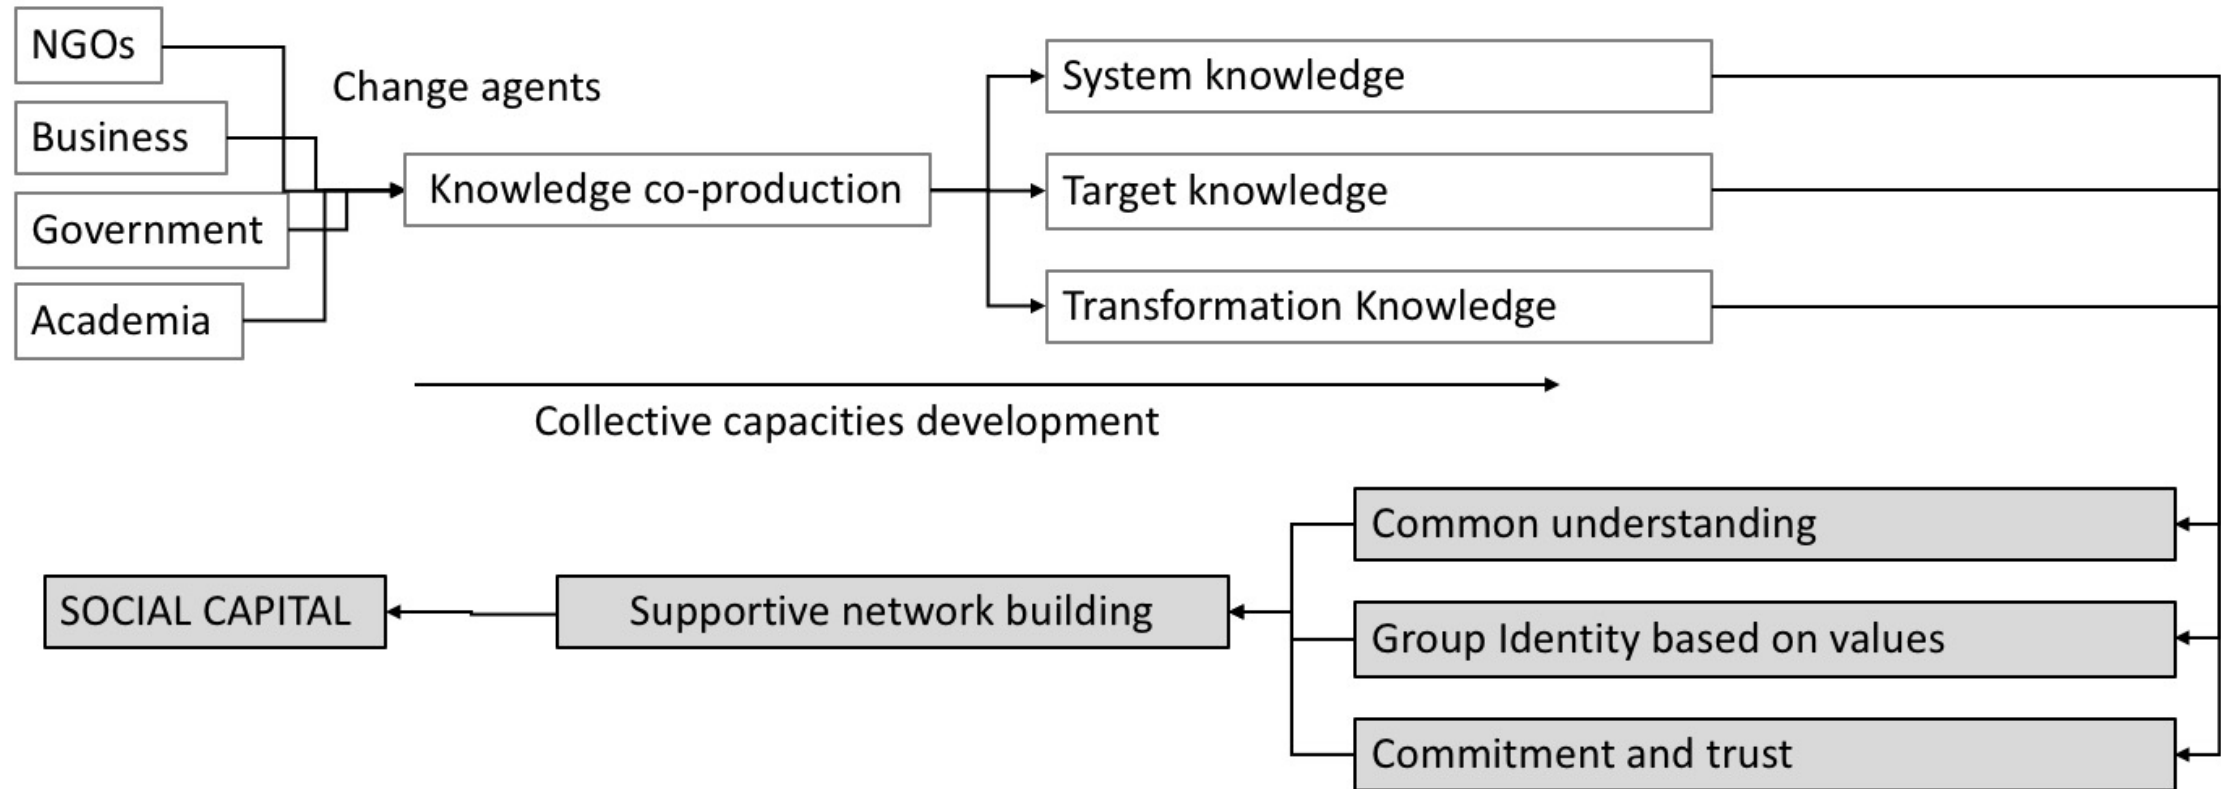 NGOs
Change agents
Business
Government
Academia
Knowledge co-production
System knowledge
Target knowledge
Transformation Knowledge
Collective capacities development
Common understanding
Group Identity based on values
Commitment and trust
Supportive network building
SOCIAL CAPITAL